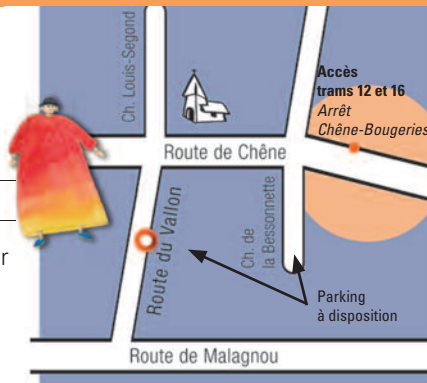 Ch. Louis-Segond
Accès
trams 12 et 16
Arrêt
Chêne-Bougeries
Route de Chêne
r
Route du Vallon
Ch. de
la Bessonnette
Parking
à disposition
Route de Malagnou